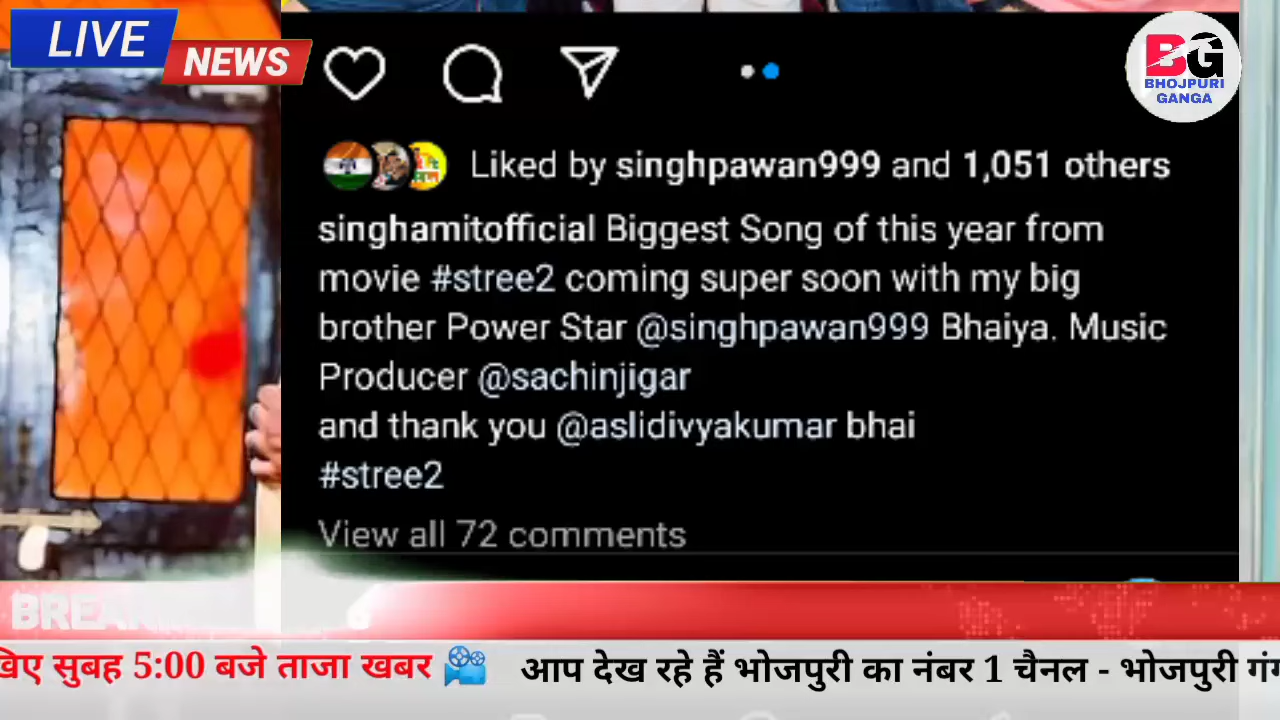 LIVE
NEWS
BG
BHOJPURI
GANGA
Liked by singhpawan999 and 1,051 others
singhamitofficial Biggest Song of this year from
movie #stree2 coming super soon with my big
brother Power Star @singhpawan999 Bhaiya. Music
Producer @sachinjigar
and thank you @aslidivyakumar bhai
#stree2
View all 72 comments
सुबह 5:00 बजे ताजा खबर 🎥 आप देख रहे हैं भोजपुरी का नंबर 1 चैनल - भोजपुरी